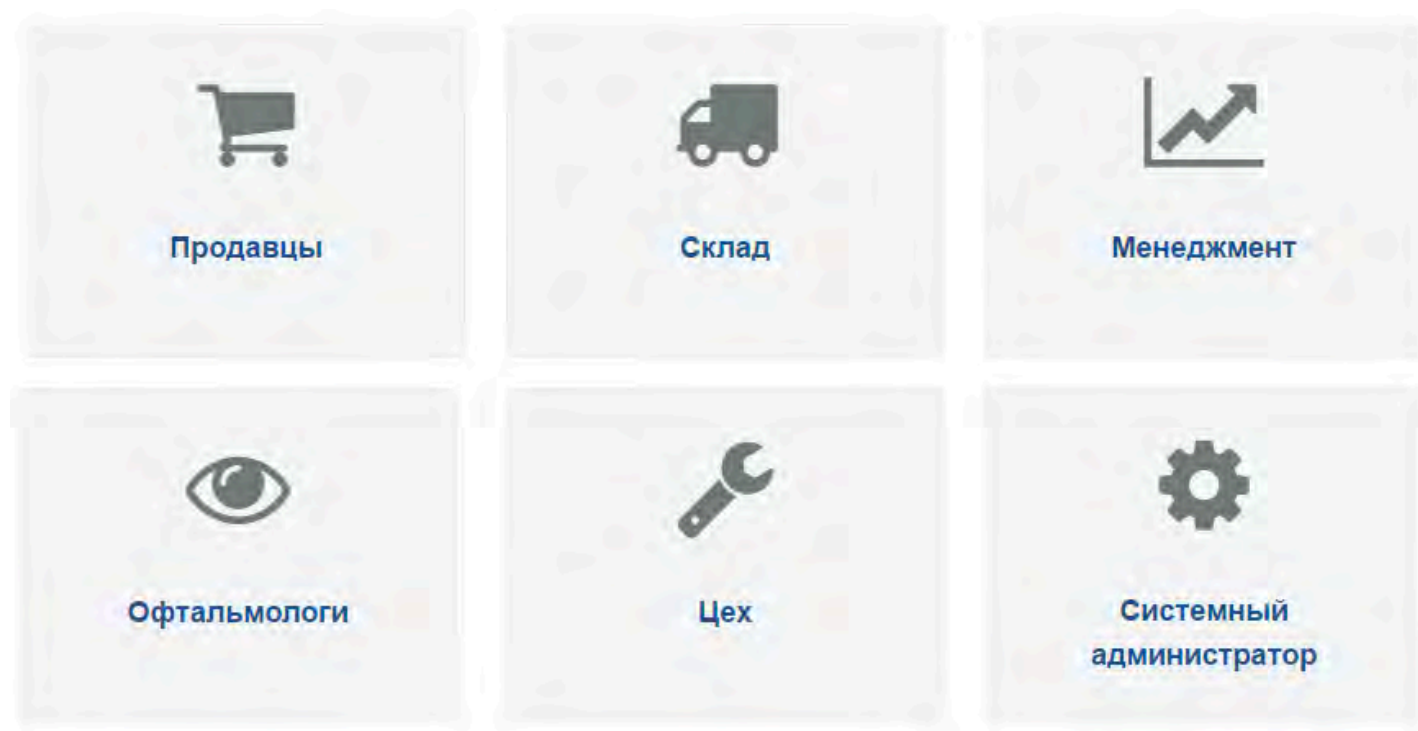 Продавцы
Склад
Менеджмент
Офтальмологи
Цех
Системный
администратор